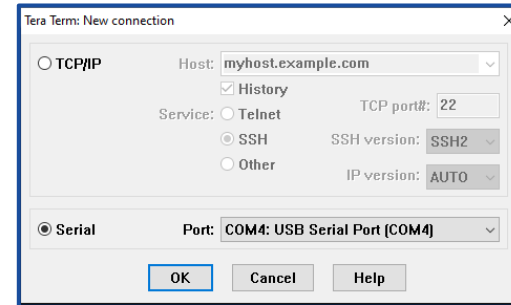 Tera Term: New connection
TCP/IP Host: myhost.example.com
History
Service: Telnet TCP port#: 22
SSH SSH version: SSH2
Other IP version: AUTO
Serial Port: COM4: USB Serial Port (COM4)
OK Cancel Help